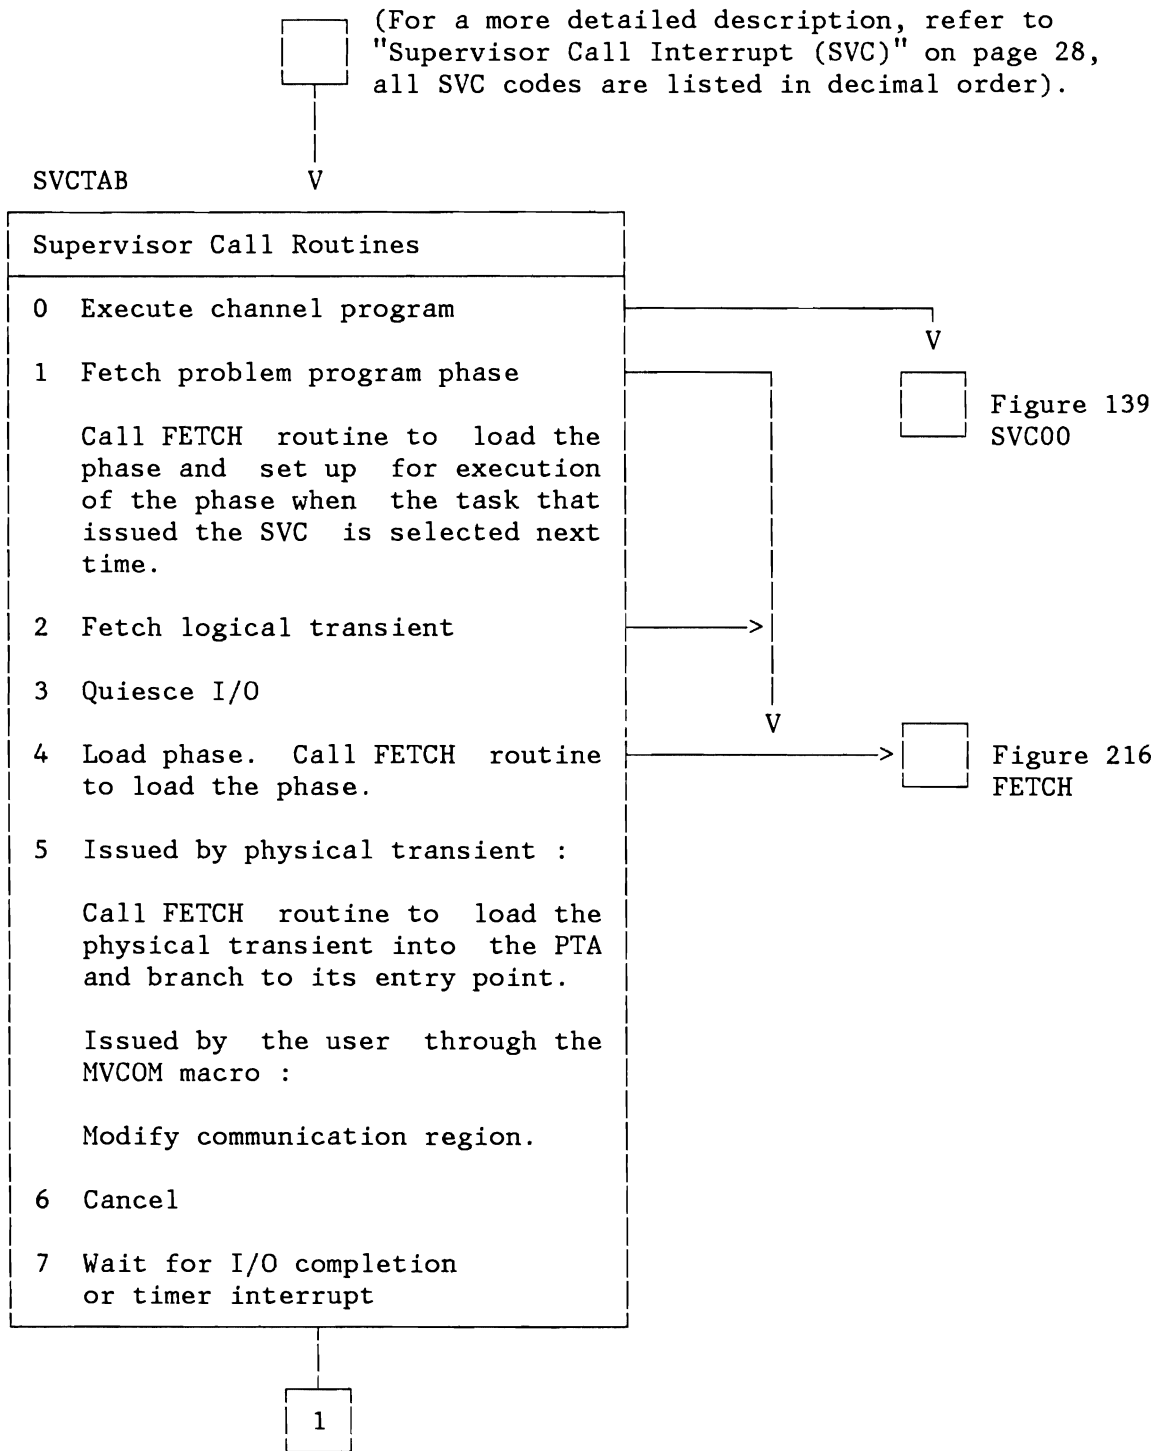 (For a more detailed description, refer to
"Supervisor Call Interrupt (SVC)" on page 28,
all SVC codes are listed in decimal order).
SVCTAB V
Supervisor Call Routines
0 Execute channel program
V
1 Fetch problem program phase
Figure 139
SVC00
Call FETCH routine to load the
phase and set up for execution
of the phase when the task that
issued the SVC is selected next
time.
2 Fetch logical transient >
3 Quiesce I/O
V
4 Load phase. Call FETCH routine > Figure 216
to load the phase. FETCH
5 Issued by physical transient :
Call FETCH routine to load the
physical transient into the PTA
and branch to its entry point.
Issued by the user through the
MVCOM macro :
Modify communication region.
6 Cancel
7 Wait for I/O completion
or timer interrupt
1